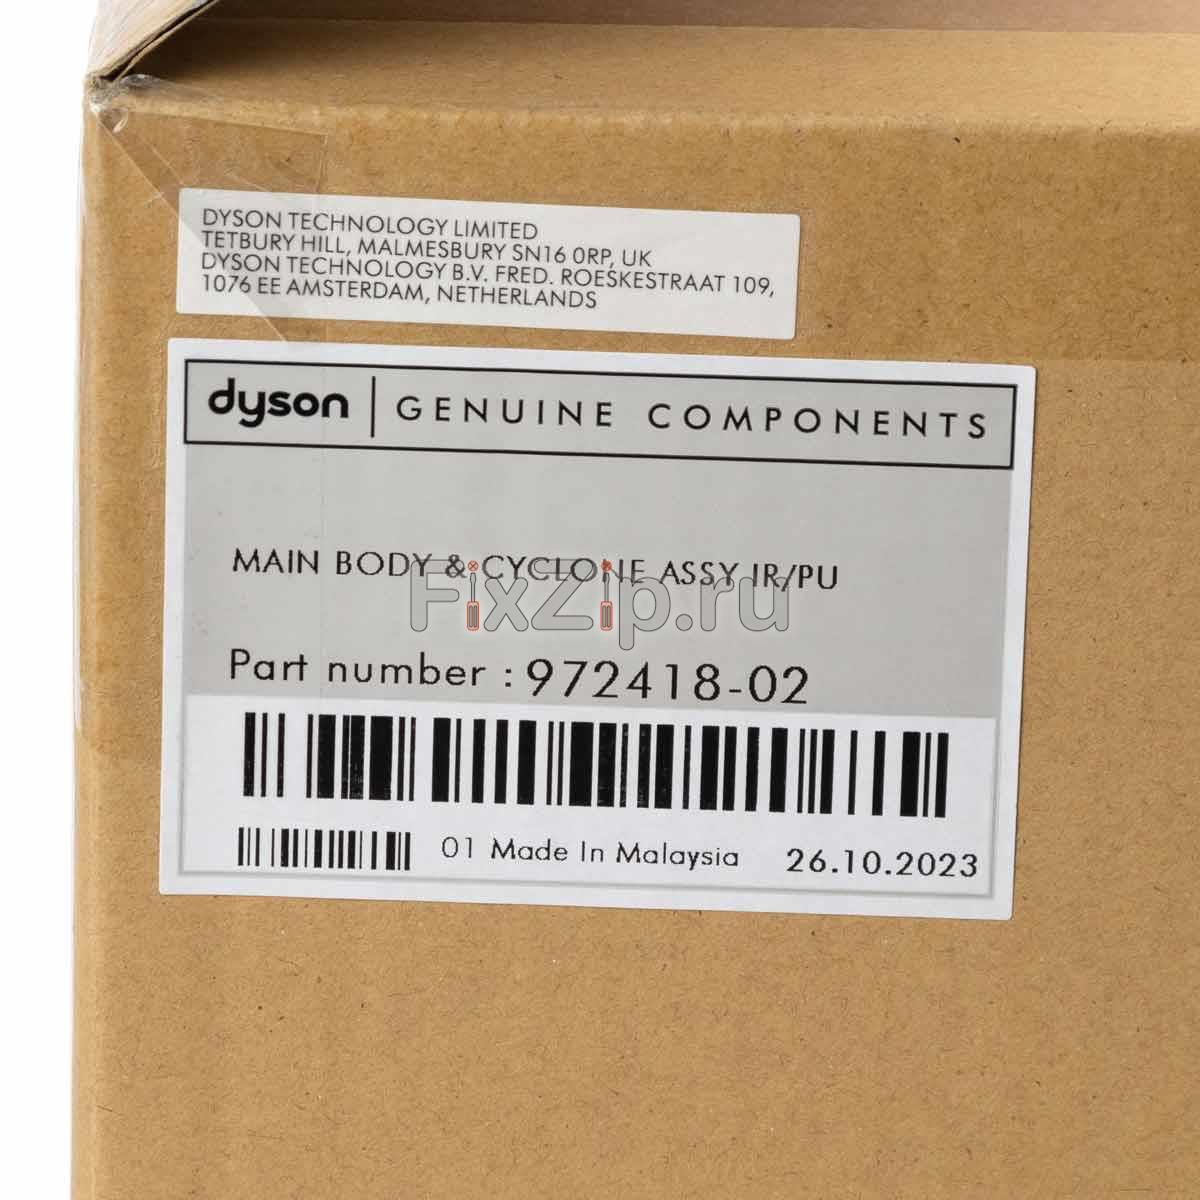 DYSON TECHNOLOGY LIMITED
TETBURY HILL, MALMESBURY SN16 0RP, UK
DYSON TECHNOLOGY B.V. FRED. ROESKESTRAAT 109,
1076 EE AMSTERDAM, NETHERLANDS
dyson | GENUINE COMPONENTS
MAIN BODY & CYCLONE ASSY IR/PU
FixZip.ru
Part number : 972418-02
01 Made In Malaysia 26.10.2023